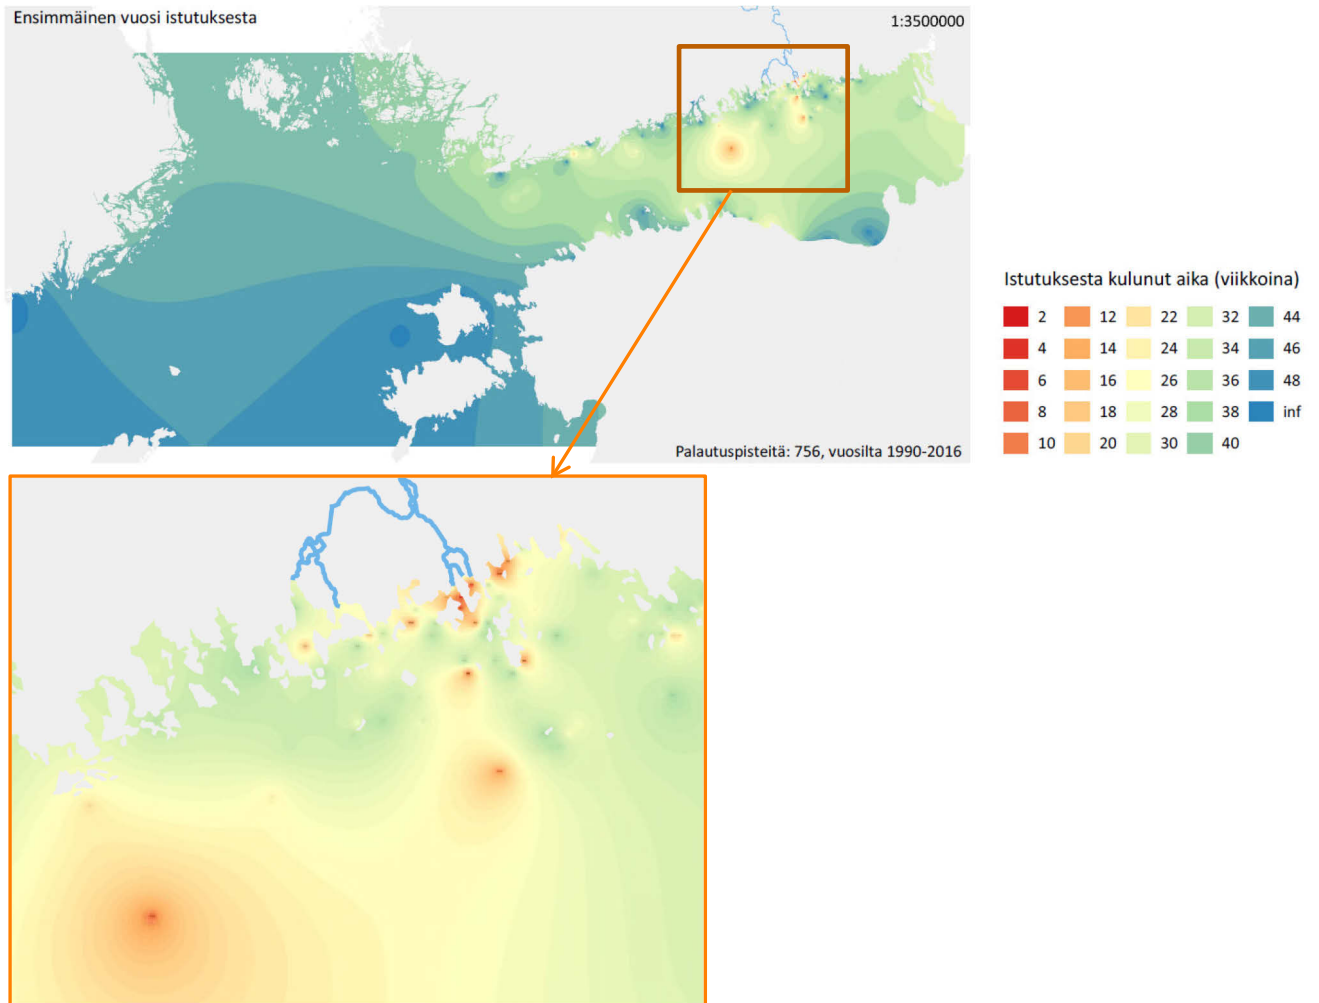 Ensimmäinen vuosi istutuksesta
1:3500000
Palautuspisteitä: 756, vuosilta 1990-2016
Istutuksesta kulunut aika (viikkoina)
2 12 22 32 44
4 14 24 34 46
6 16 26 36 48
8 18 28 38 inf
10 20 30 40